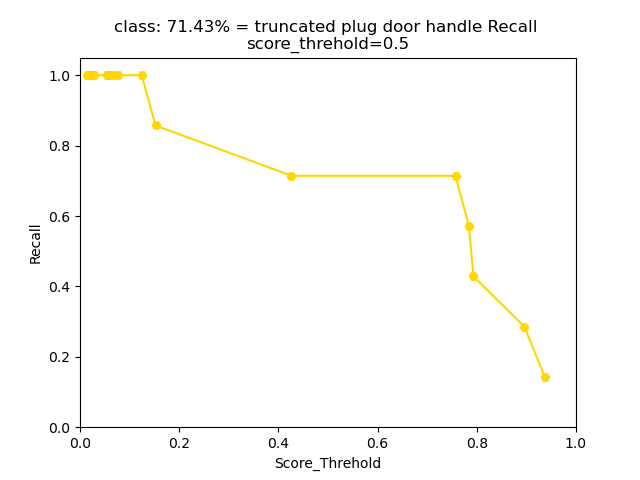 class: 71.43% = truncated plug door handle Recall
score_threhold=0.5
1.0
0.8
0.6
0.4
0.2
0.0
Recall
0.0 0.2 0.4 0.6 0.8 1.0
Score_Threhold